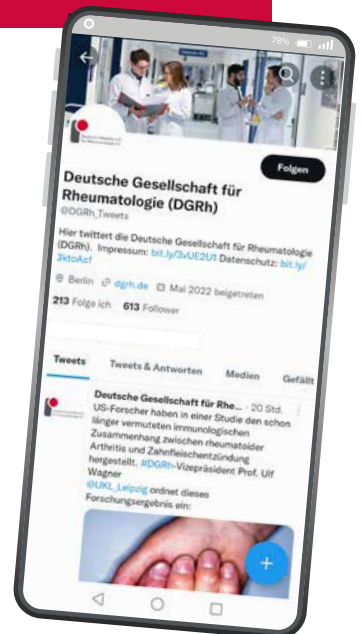 78%
Folgen
Deutsche Gesellschaft für
Rheumatologie (DGRh)
@DGRh_Tweets
Hier twittert die Deutsche Gesellschaft für Rheumatologie
(DGRh). Impressum: bit.ly/3vUE2U1 Datenschutz: bit.ly/
3ktoAcf
Berlin dgrh.de Mai 2022 beigetreten
213 Folge ich 613 Follower
Tweets Tweets & Antworten Medien Gefällt
Deutsche Gesellschaft für Rhe... · 20 Std.
US-Forscher haben in einer Studie den schon
länger vermuteten immunologischen
Zusammenhang zwischen rheumatoider
Arthritis und Zahnfleischentzündung
hergestellt. #DGRh-Vizepräsident Prof. Ulf
Wagner
@UKL_Leipzig ordnet dieses
Forschungsergebnis ein: